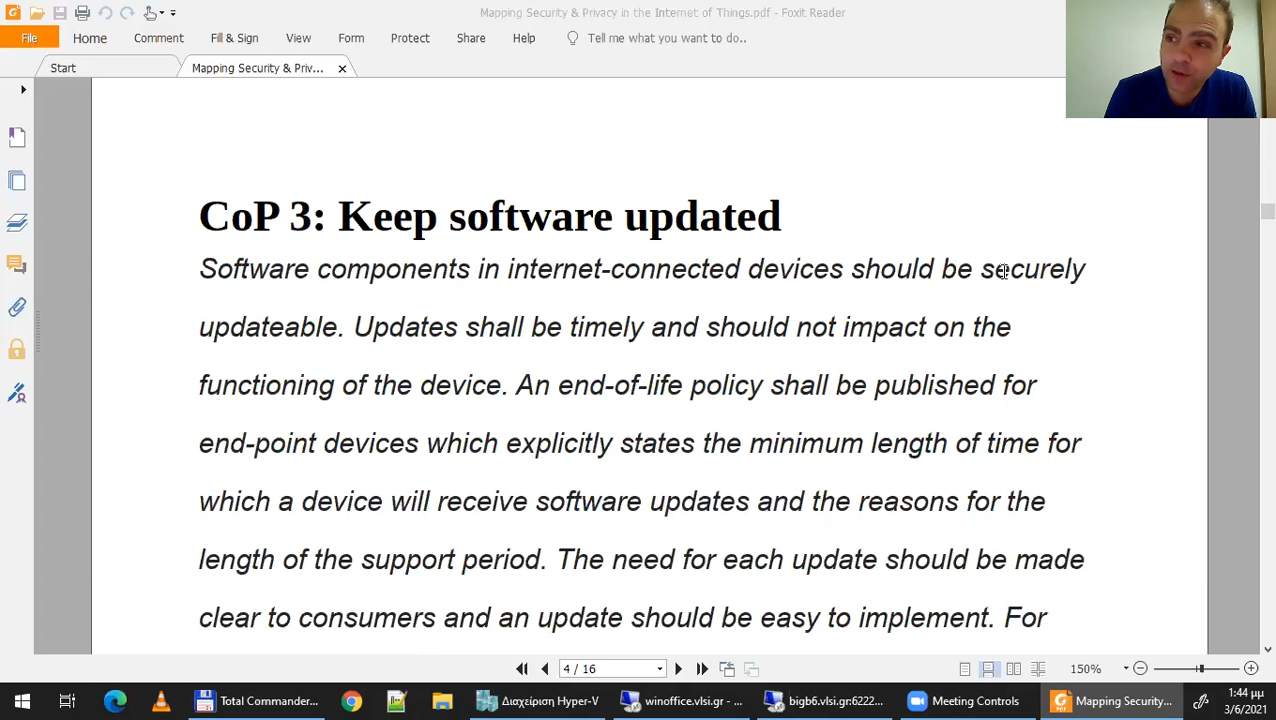 Mapping Security & Privacy in the Internet of Things.pdf - Foxit Reader
File Home Comment Fill & Sign View Form Protect Share Help Tell me what you want to do..
Start Mapping Security & Priv...
CoP 3: Keep software updated
Software components in internet-connected devices should be securely
updateable. Updates shall be timely and should not impact on the
functioning of the device. An end-of-life policy shall be published for
end-point devices which explicitly states the minimum length of time for
which a device will receive software updates and the reasons for the
length of the support period. The need for each update should be made
clear to consumers and an update should be easy to implement. For
4 / 16 150%
Total Commander... Διαχείριση Hyper-V winoffice.vlsi.gr - ... bigb6.vlsi.gr:6222... Meeting Controls Mapping Security... 1:44 μμ
3/6/2021